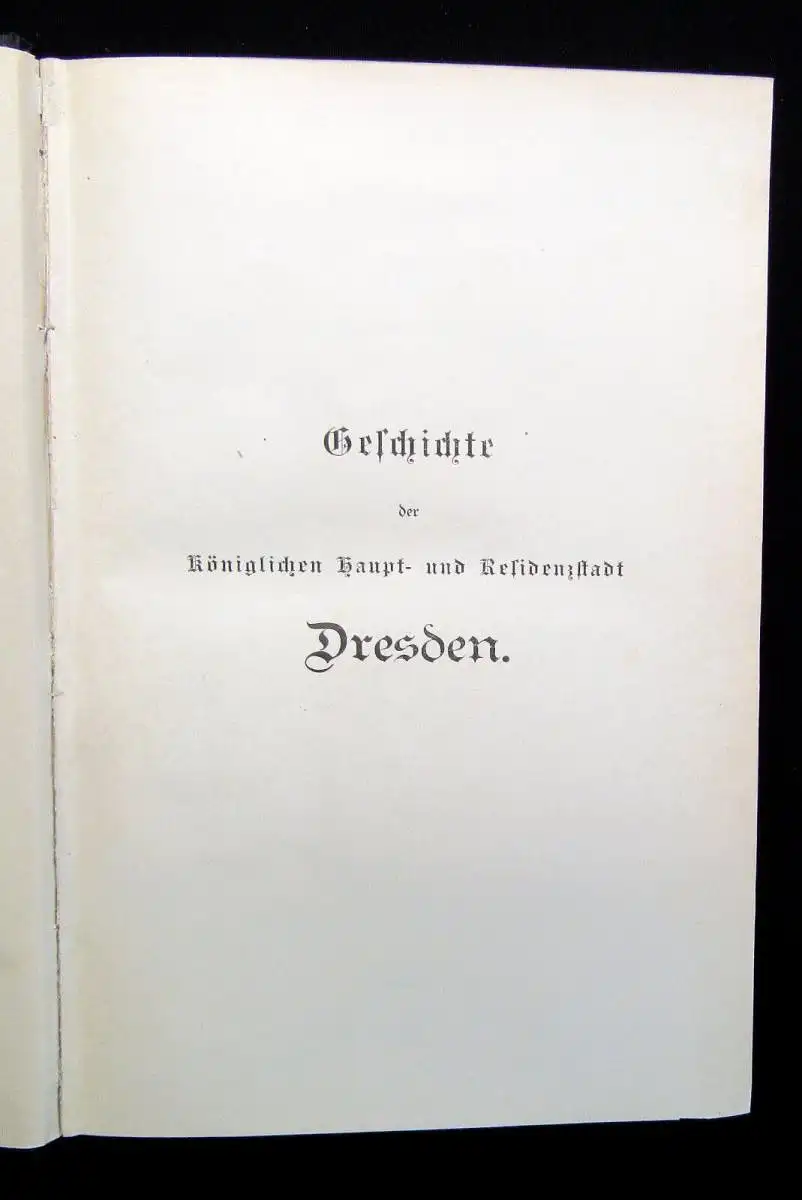 Geſchichte
der
Königlichen Haupt- und Reſidenzſtadt
Dresden.